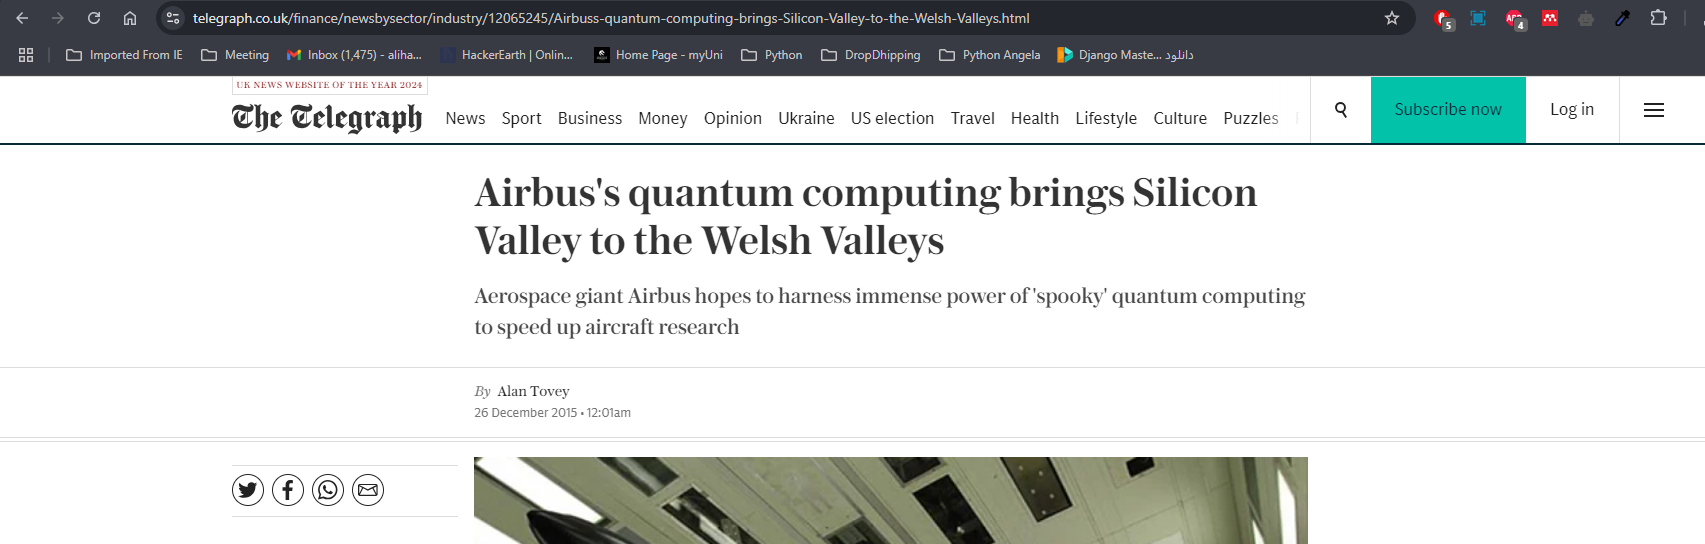 telegraph.co.uk/finance/newsbysector/industry/12065245/Airbuss-quantum-computing-brings-Silicon-Valley-to-the-Welsh-Valleys.html
5
4
Imported From IE Meeting Inbox (1,475) - aliha... HackerEarth | Onlin... Home Page - myUni Python DropDhipping Python Angela Django Maste... دانلود
UK NEWS WEBSITE OF THE YEAR 2024
The Telegraph News Sport Business Money Opinion Ukraine US election Travel Health Lifestyle Culture Puzzles Subscribe now Log in
Airbus's quantum computing brings Silicon
Valley to the Welsh Valleys
Aerospace giant Airbus hopes to harness immense power of 'spooky' quantum computing
to speed up aircraft research
By Alan Tovey
26 December 2015 • 12:01am